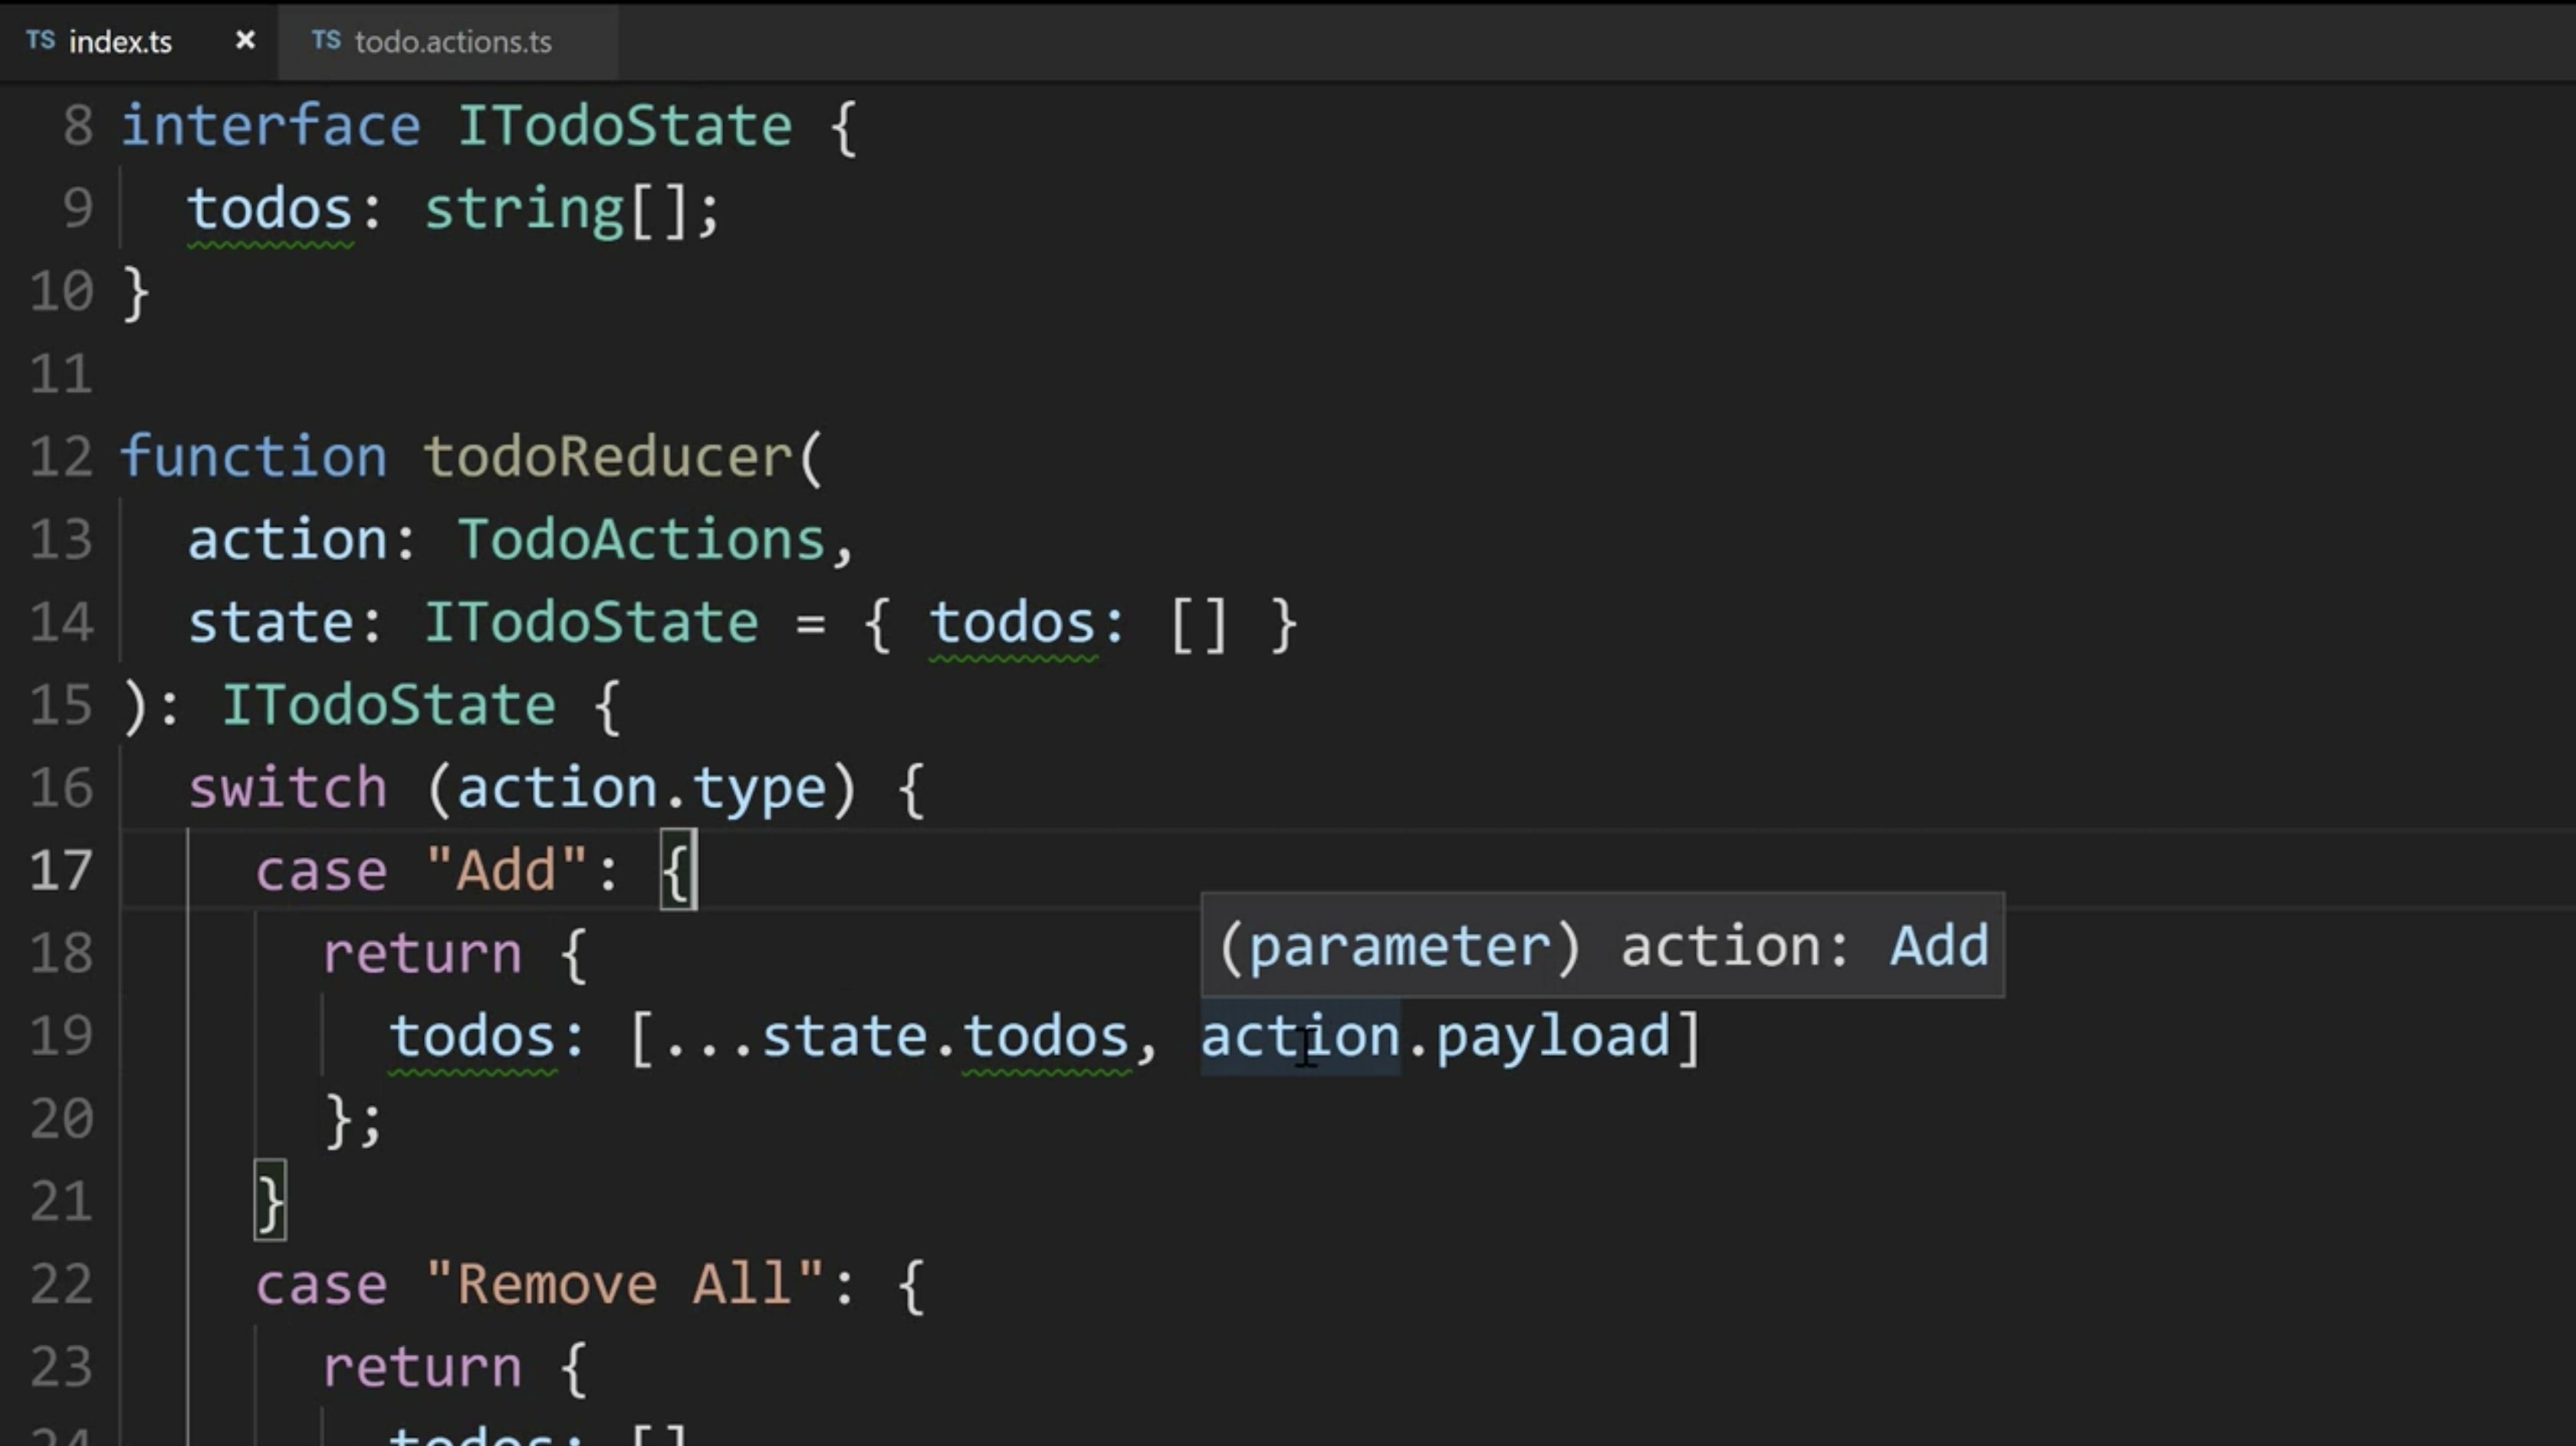 TS index.ts × TS todo.actions.ts
8 interface ITodoState {
9 todos: string[];
10 }
11
12 function todoReducer(
13 action: TodoActions,
14 state: ITodoState = { todos: [] }
15 ): ITodoState {
16 switch (action.type) {
17 case "Add": {
(parameter) action: Add
18 return {
19 todos: [...state.todos, action.payload]
20 };
21 }
22 case "Remove All": {
23 return {
24 todos: []